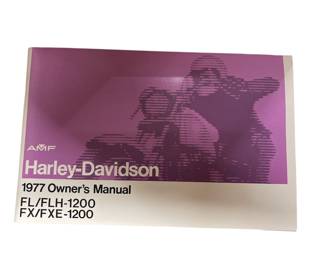 AMF
Harley-Davidson
1977 Owner's Manual
FL/FLH-1200
FX/FXE-1200